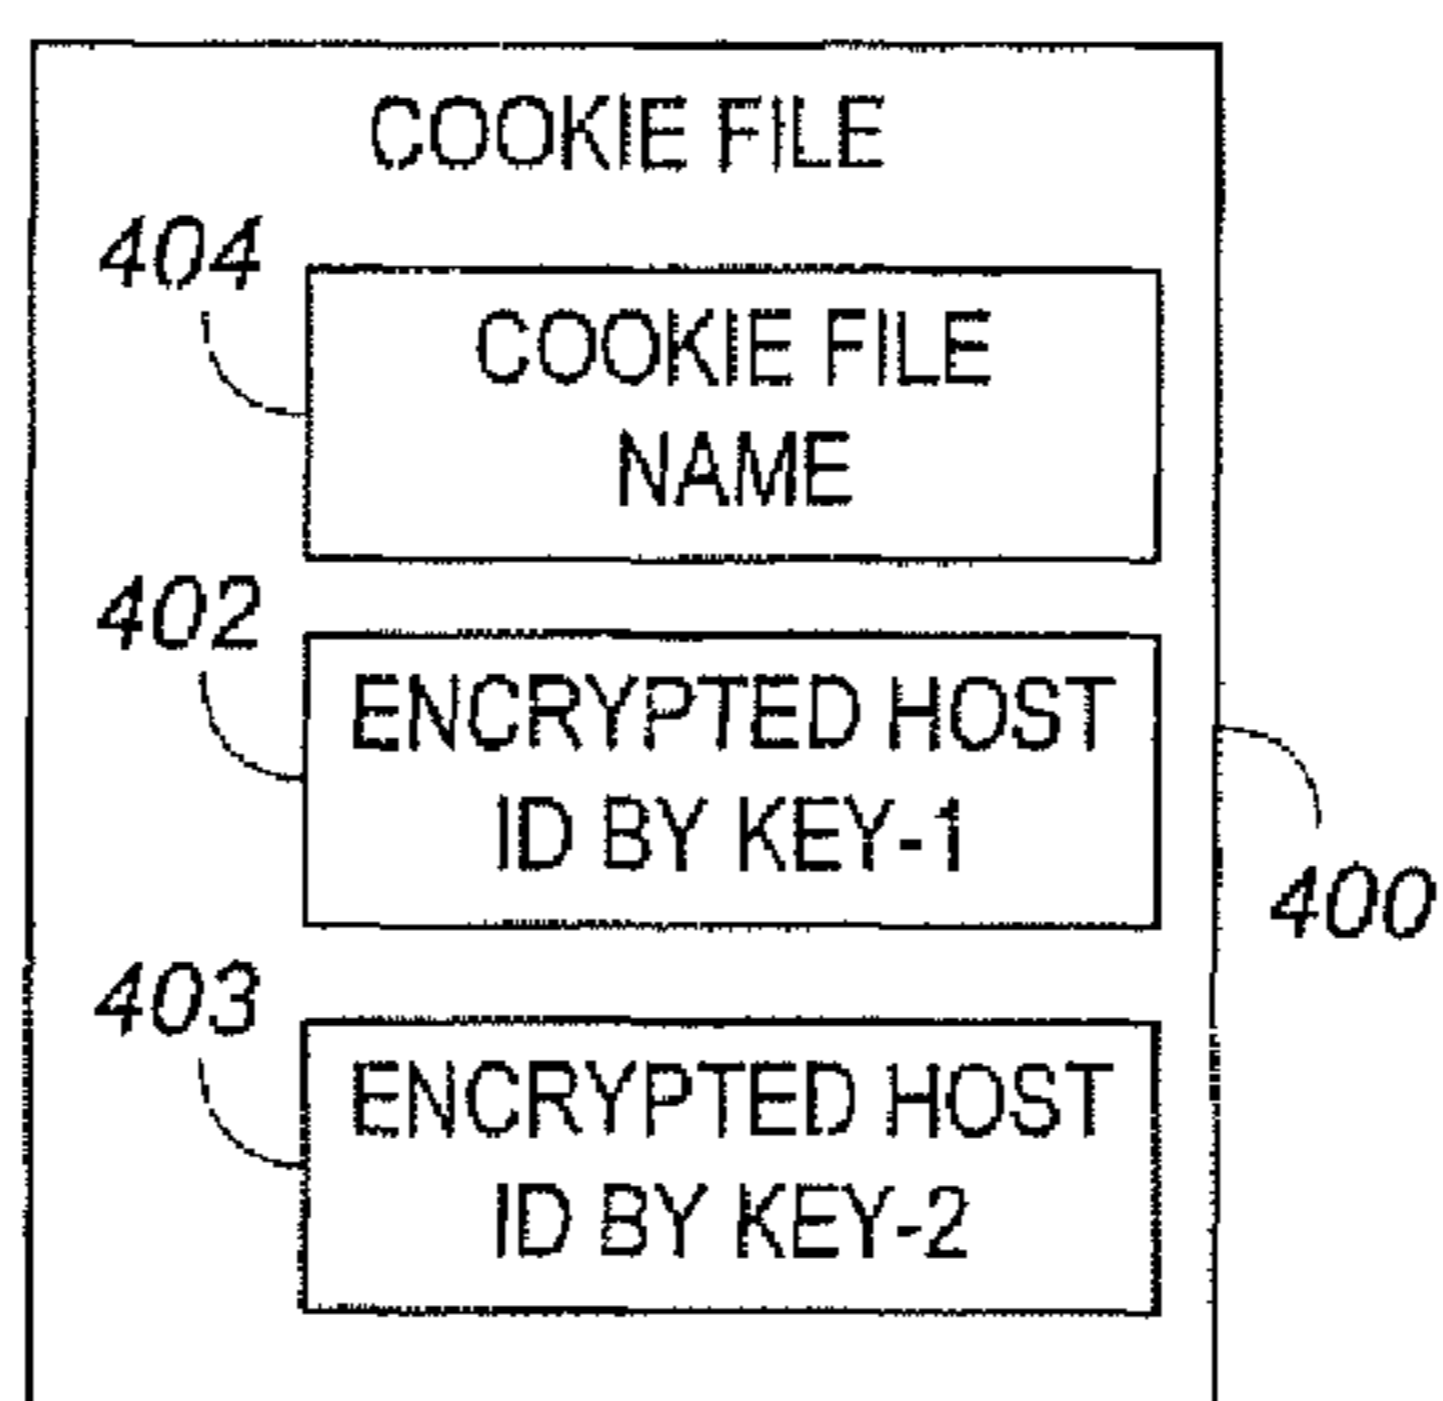 COOKIE FILE
404
COOKIE FILE
NAME
402
ENCRYPTED HOST
ID BY KEY-1
400
403
ENCRYPTED HOST
ID BY KEY-2